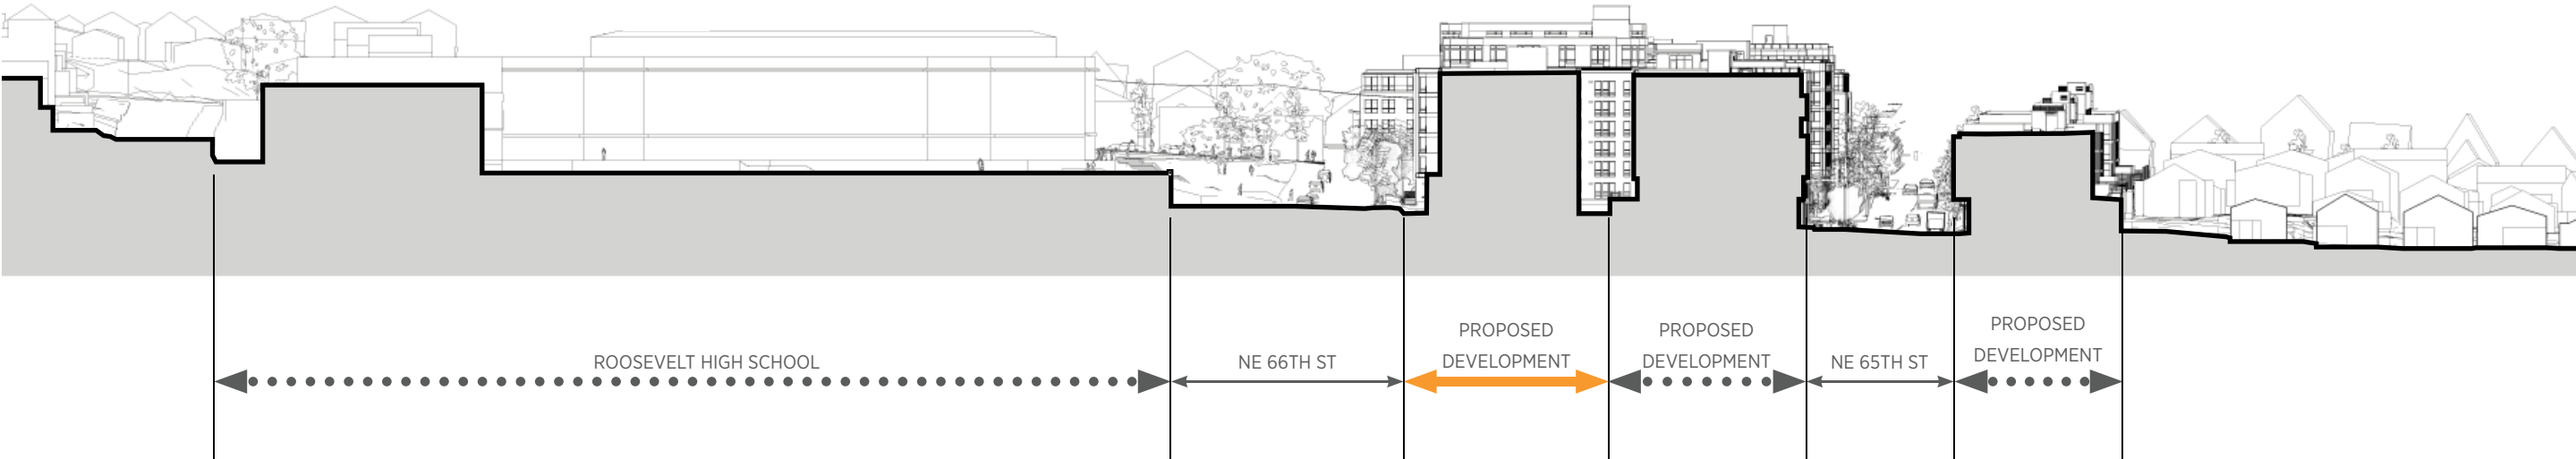 ROOSEVELT HIGH SCHOOL
NE 66TH ST
PROPOSED
DEVELOPMENT
PROPOSED
DEVELOPMENT
NE 65TH ST
PROPOSED
DEVELOPMENT